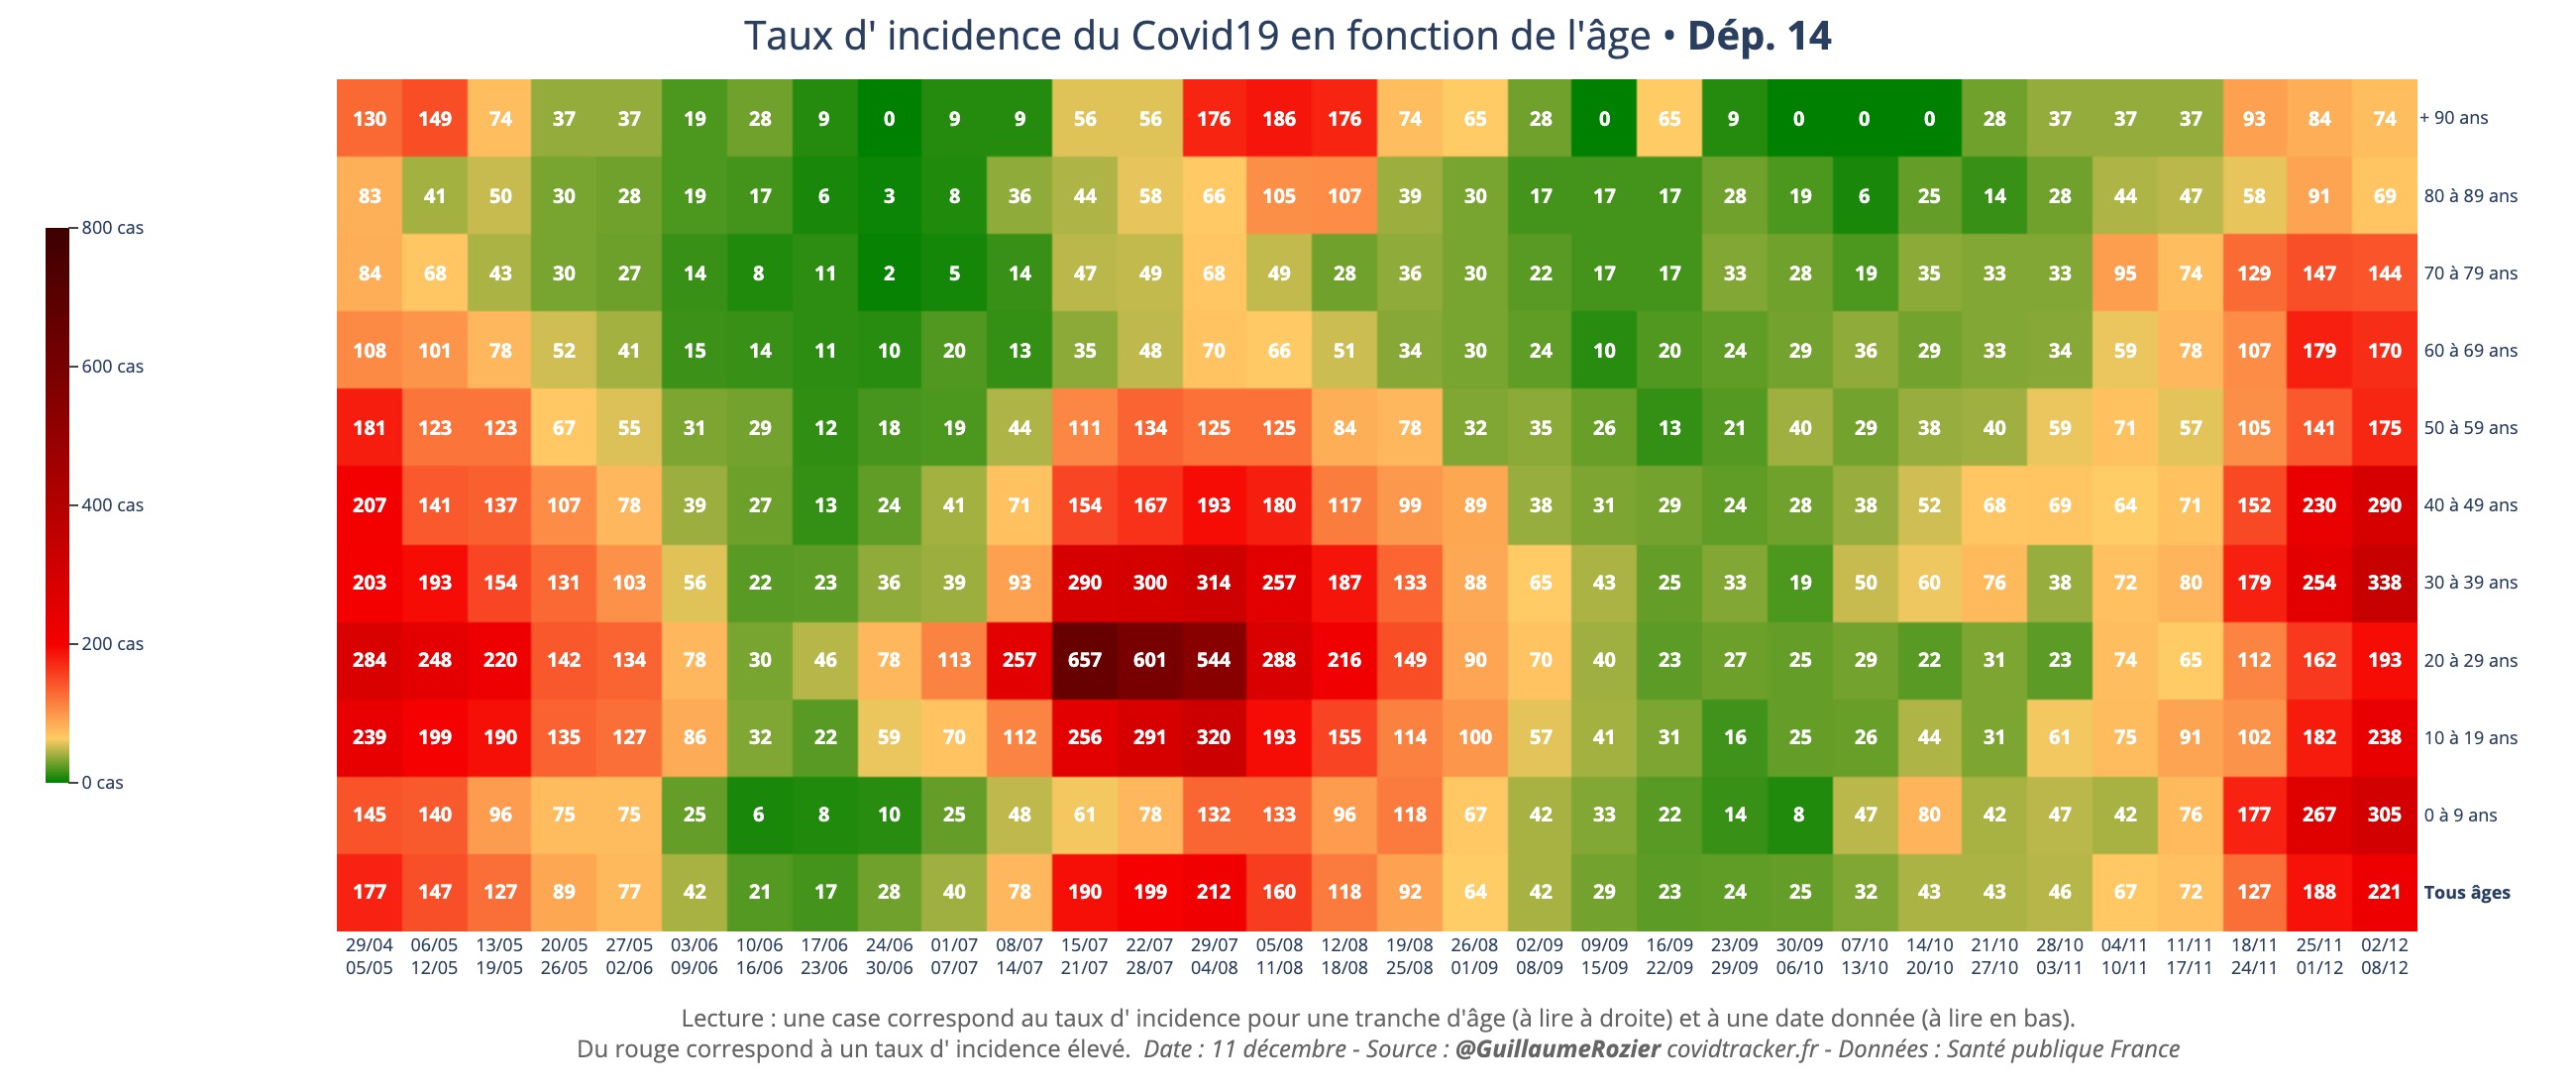 Taux d' incidence du Covid19 en fonction de l'âge • Dép. 14
800 cas
600 cas
400 cas
200 cas
0 cas
130 149 74 37 37 19 28 9 0 9 9 56 56 176 186 176 74 65 28 0 65 9 0 0 0 28 37 37 37 93 84 74 + 90 ans
83 41 50 30 28 19 17 6 3 8 36 44 58 66 105 107 39 30 17 17 17 28 19 6 25 14 28 44 47 58 91 69 80 à 89 ans
84 68 43 30 27 14 8 11 2 5 14 47 49 68 49 28 36 30 22 17 17 33 28 19 35 33 33 95 74 129 147 144 70 à 79 ans
108 101 78 52 41 15 14 11 10 20 13 35 48 70 66 51 34 30 24 10 20 24 29 36 29 33 34 59 78 107 179 170 60 à 69 ans
181 123 123 67 55 31 29 12 18 19 44 111 134 125 125 84 78 32 35 26 13 21 40 29 38 40 59 71 57 105 141 175 50 à 59 ans
207 141 137 107 78 39 27 13 24 41 71 154 167 193 180 117 99 89 38 31 29 24 28 38 52 68 69 64 71 152 230 290 40 à 49 ans
203 193 154 131 103 56 22 23 36 39 93 290 300 314 257 187 133 88 65 43 25 33 19 50 60 76 38 72 80 179 254 338 30 à 39 ans
284 248 220 142 134 78 30 46 78 113 257 657 601 544 288 216 149 90 70 40 23 27 25 29 22 31 23 74 65 112 162 193 20 à 29 ans
239 199 190 135 127 86 32 22 59 70 112 256 291 320 193 155 114 100 57 41 31 16 25 26 44 31 61 75 91 102 182 238 10 à 19 ans
145 140 96 75 75 25 6 8 10 25 48 61 78 132 133 96 118 67 42 33 22 14 8 47 80 42 47 42 76 177 267 305 0 à 9 ans
177 147 127 89 77 42 21 17 28 40 78 190 199 212 160 118 92 64 42 29 23 24 25 32 43 43 46 67 72 127 188 221 Tous âges
29/04 06/05 13/05 20/05 27/05 03/06 10/06 17/06 24/06 01/07 08/07 15/07 22/07 29/07 05/08 12/08 19/08 26/08 02/09 09/09 16/09 23/09 30/09 07/10 14/10 21/10 28/10 04/11 11/11 18/11 25/11 02/12
05/05 12/05 19/05 26/05 02/06 09/06 16/06 23/06 30/06 07/07 14/07 21/07 28/07 04/08 11/08 18/08 25/08 01/09 08/09 15/09 22/09 29/09 06/10 13/10 20/10 27/10 03/11 10/11 17/11 24/11 01/12 08/12
Lecture : une case correspond au taux d' incidence pour une tranche d'âge (à lire à droite) et à une date donnée (à lire en bas).
Du rouge correspond à un taux d' incidence élevé. Date : 11 décembre - Source : @GuillaumeRozier covidtracker.fr - Données : Santé publique France